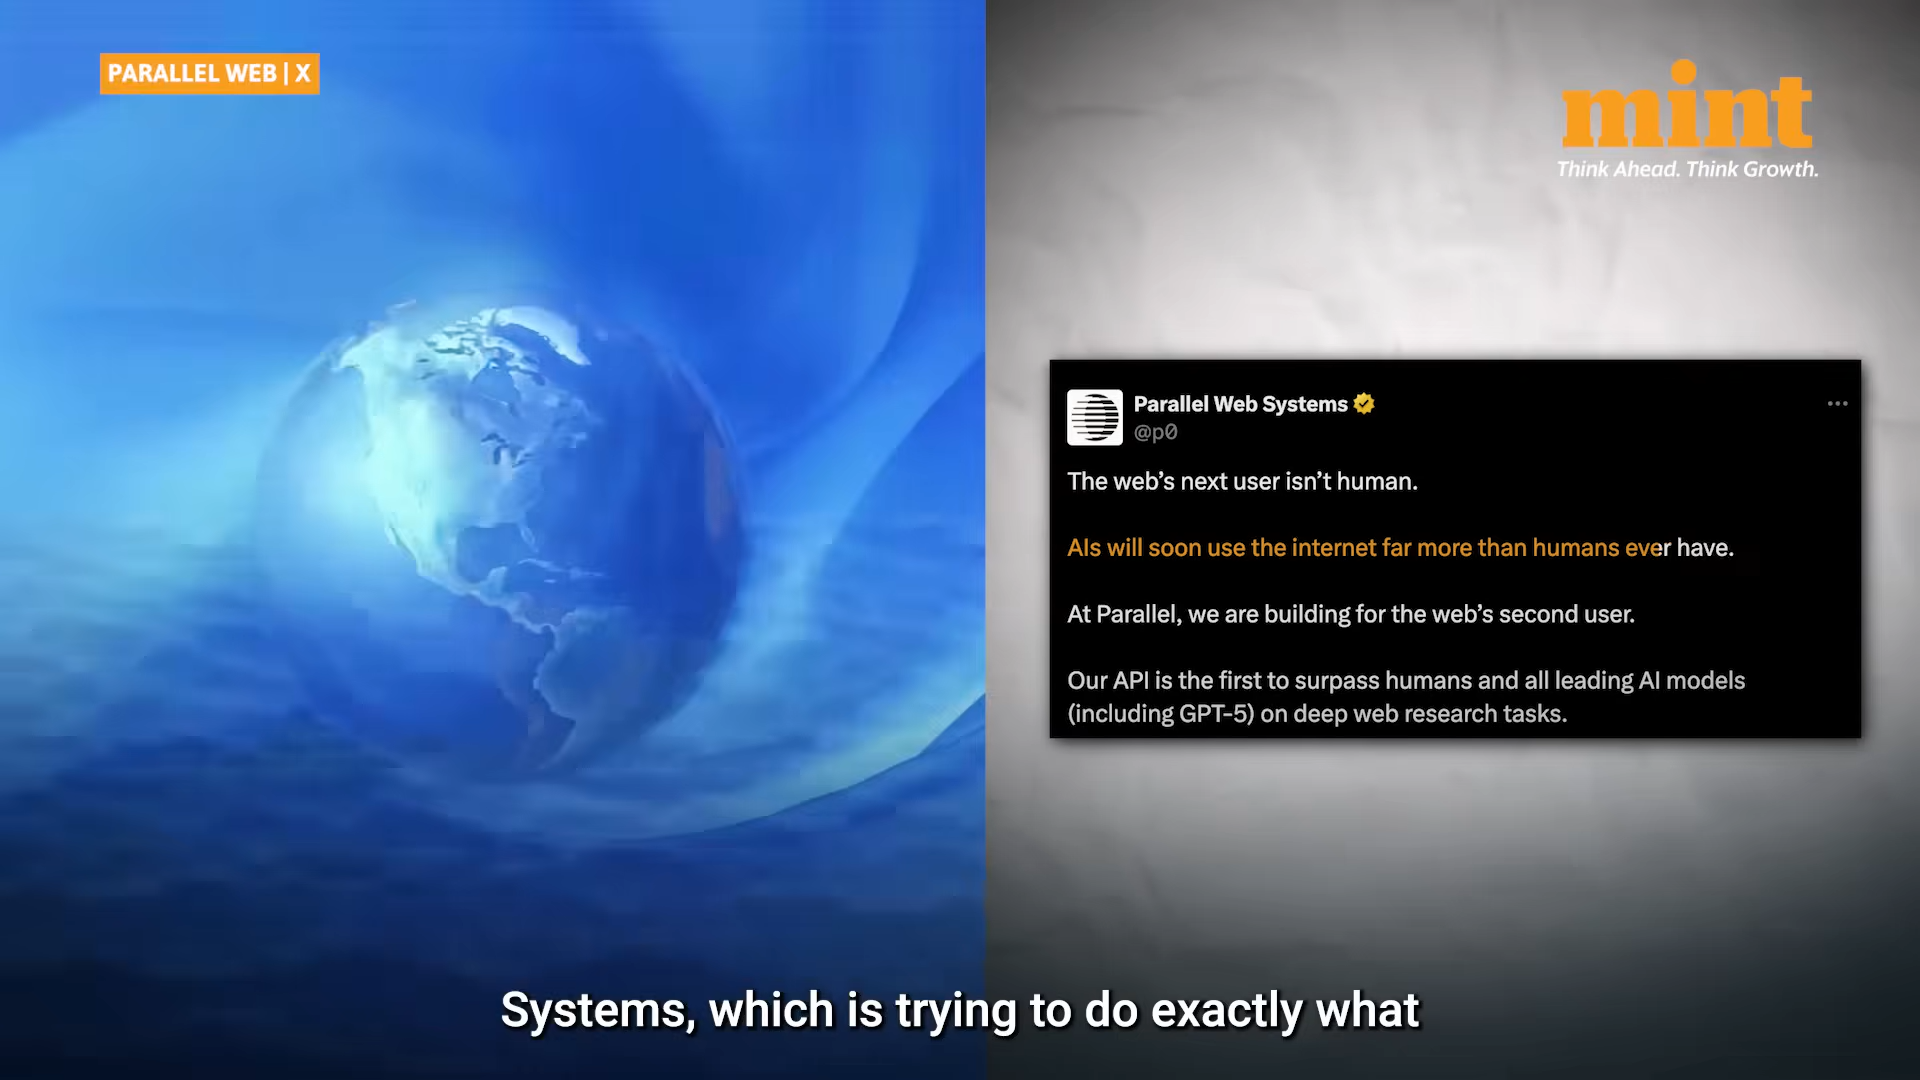 PARALLEL WEB | X
mint
Think Ahead. Think Growth.
Parallel Web Systems
@p0
The web’s next user isn’t human.
AIs will soon use the internet far more than humans ever have.
At Parallel, we are building for the web’s second user.
Our API is the first to surpass humans and all leading AI models
(including GPT-5) on deep web research tasks.
Systems, which is trying to do exactly what